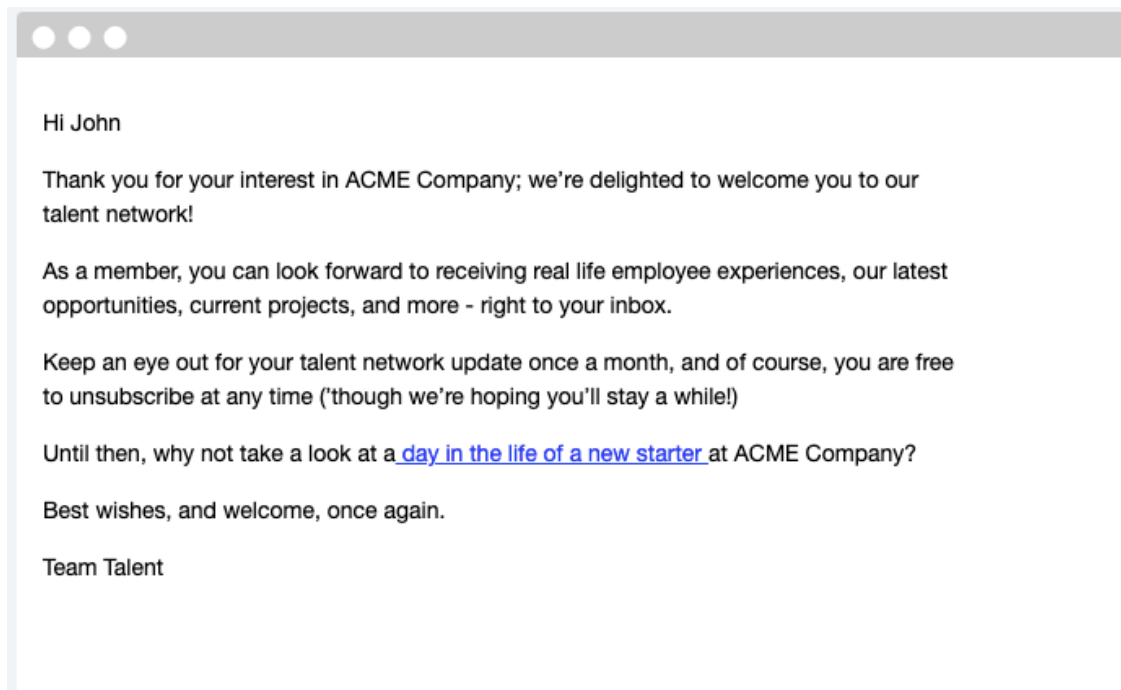 Hi John
Thank you for your interest in ACME Company; we’re delighted to welcome you to our
talent network!
As a member, you can look forward to receiving real life employee experiences, our latest
opportunities, current projects, and more - right to your inbox.
Keep an eye out for your talent network update once a month, and of course, you are free
to unsubscribe at any time ('though we’re hoping you’ll stay a while!)
Until then, why not take a look at a day in the life of a new starter at ACME Company?
Best wishes, and welcome, once again.
Team Talent